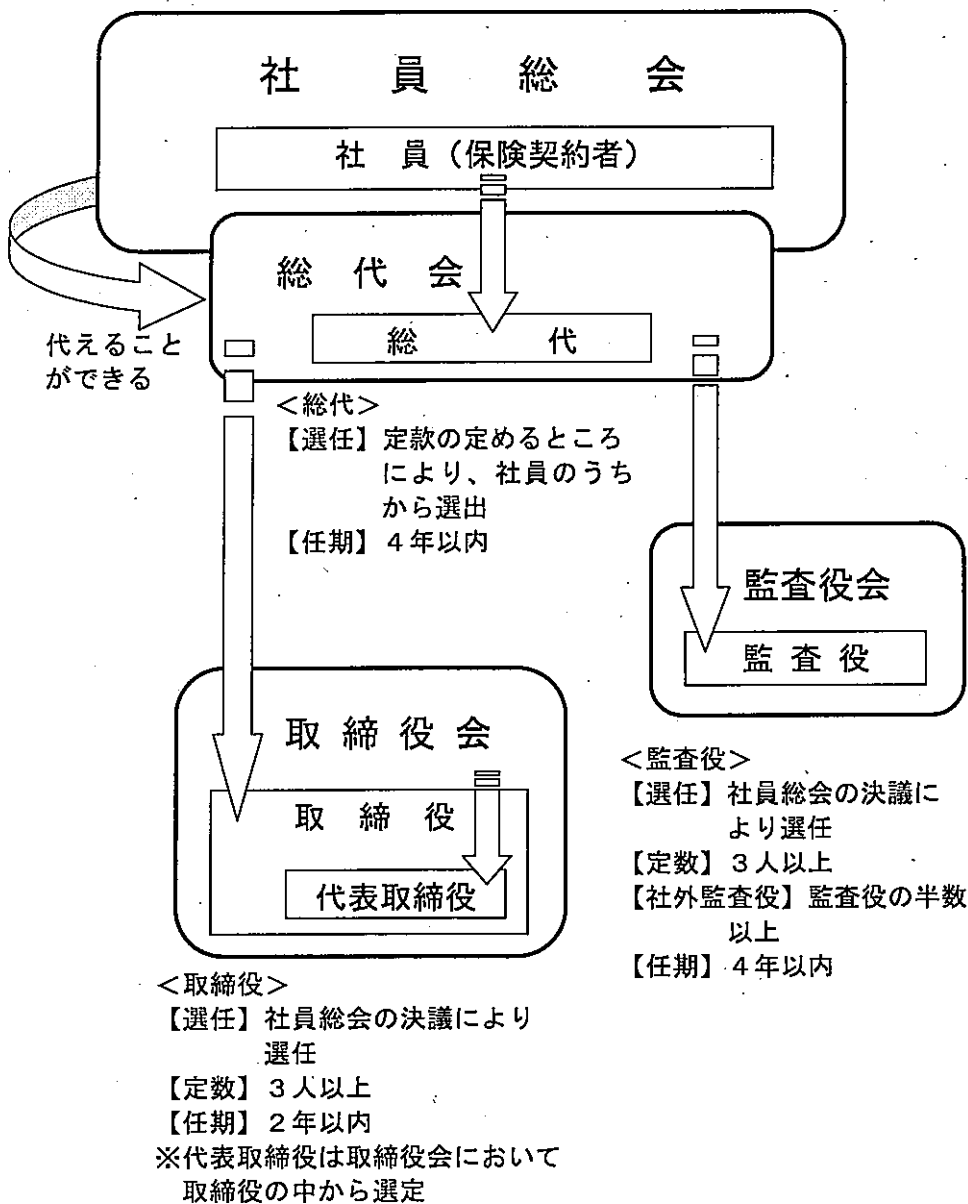 社員総会
社員（保険契約者）
総代会
総代
代えること
ができる
＜総代＞
【選任】定款の定めるところ
により、社員のうち
から選出
【任期】４年以内
監査役会
監査役
取締役会
取締役
代表取締役
＜監査役＞
【選任】社員総会の決議に
より選任
【定数】３人以上
【社外監査役】監査役の半数
以上
【任期】４年以内
＜取締役＞
【選任】社員総会の決議により
選任
【定数】３人以上
【任期】２年以内
※代表取締役は取締役会において
取締役の中から選定